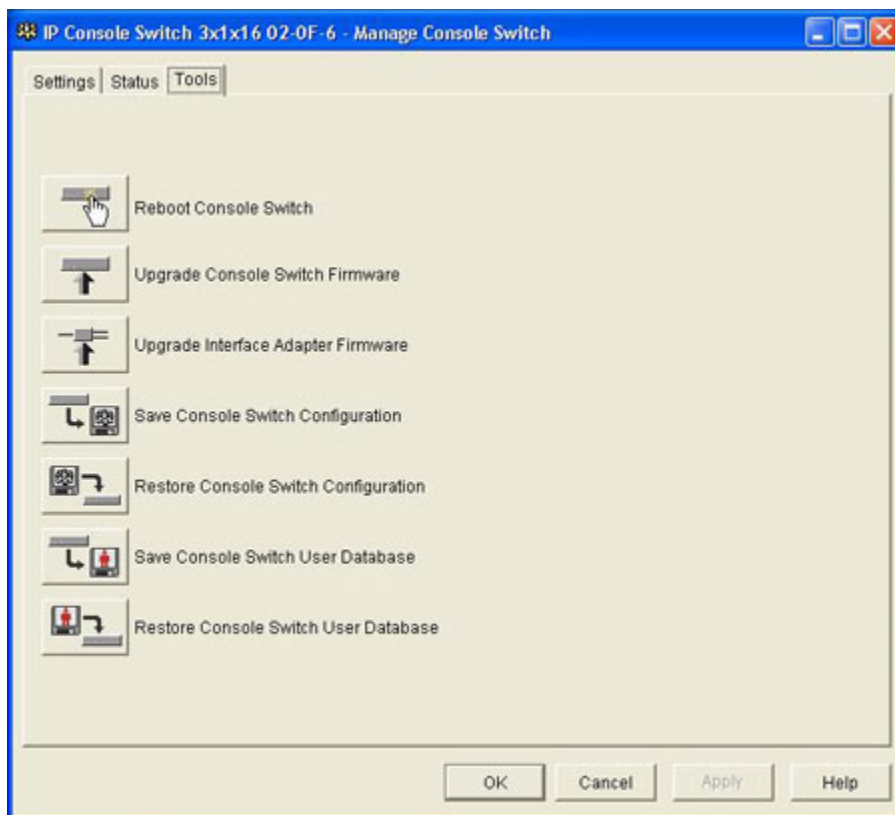 IP Console Switch 3x1x16 02-0F-6 - Manage Console Switch
Settings Status Tools
Reboot Console Switch
Upgrade Console Switch Firmware
Upgrade Interface Adapter Firmware
Save Console Switch Configuration
Restore Console Switch Configuration
Save Console Switch User Database
Restore Console Switch User Database
OK Cancel Apply Help